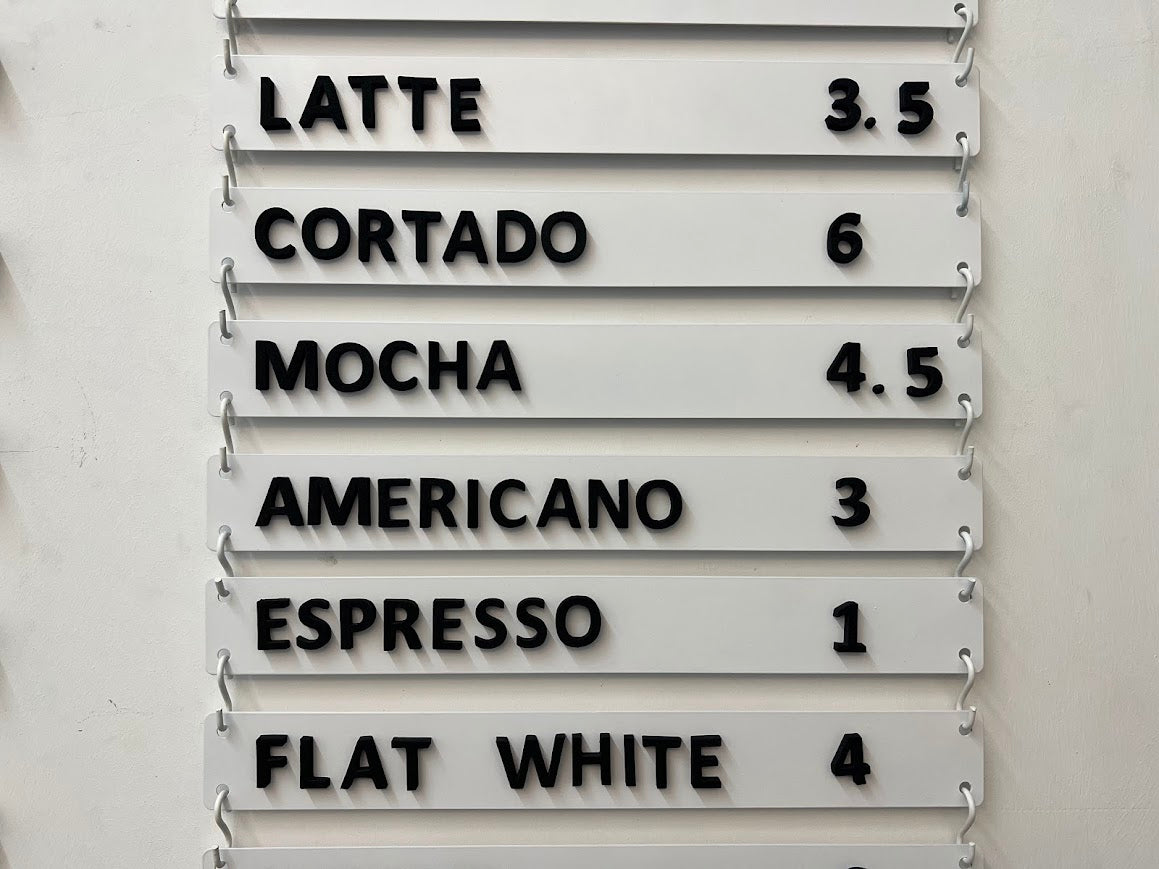 LATTE 3.5
CORTADO 6
MOCHA 4.5
AMERICANO 3
ESPRESSO 1
FLAT WHITE 4